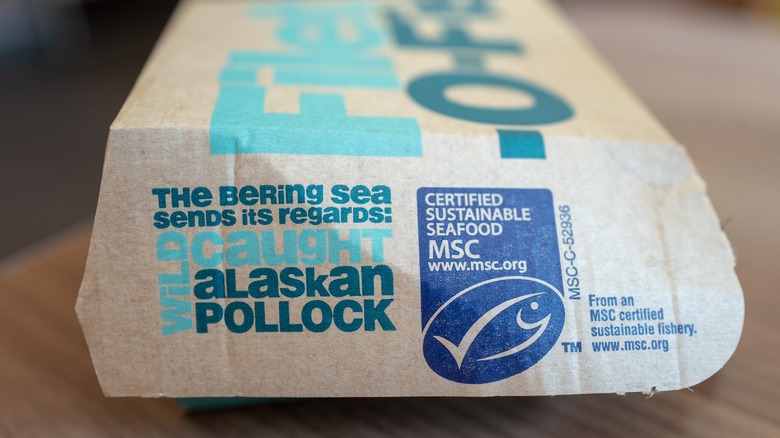 Filet
-O-F
THE BERING SEA
SENDS ITS REGARDS:
WILD
caught
aLaSKan
POLLOCK
CERTIFIED
SUSTAINABLE
SEAFOOD
MSC
www.msc.org
MSC-C-52936
TM
From an
MSC certified
sustainable fishery.
www.msc.org